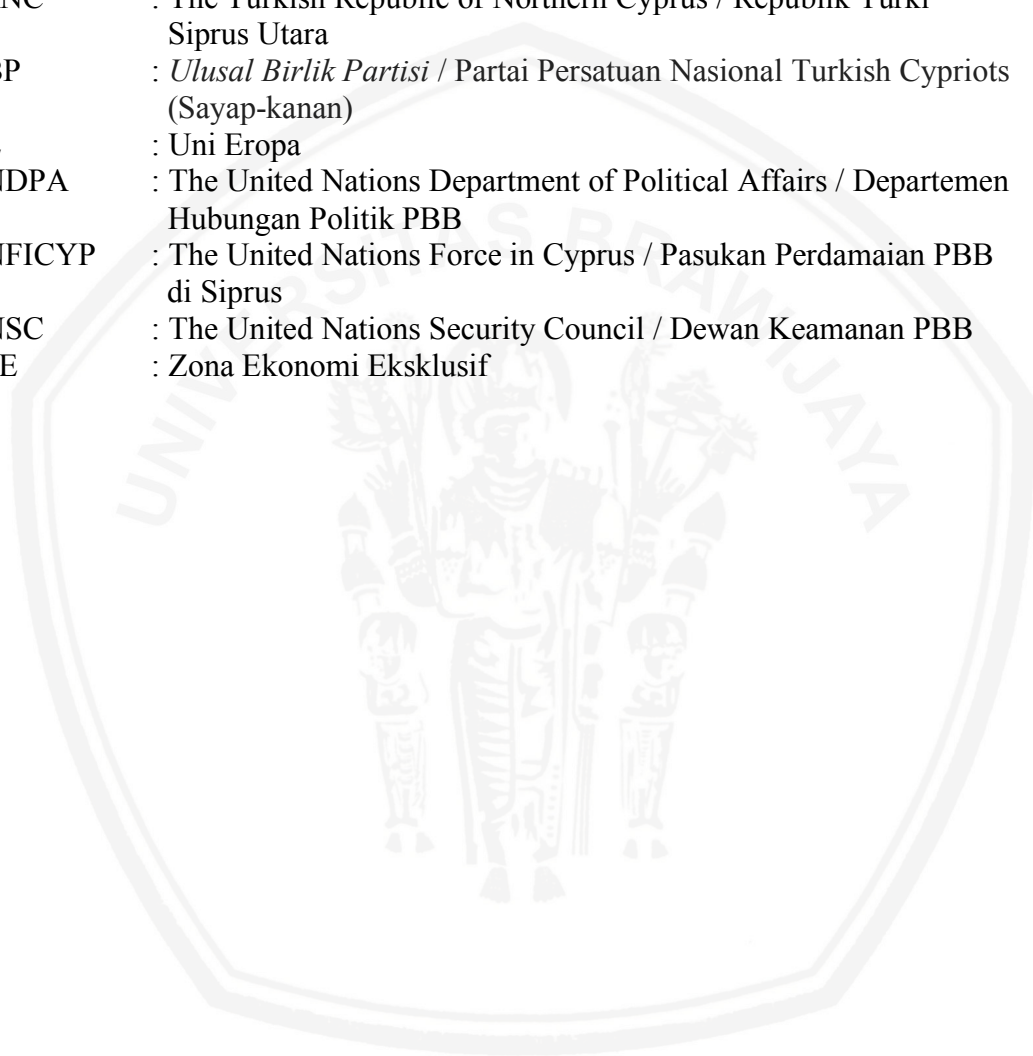 NC : The Turkish Republic of Northern Cyprus / Republik Turki
Siprus Utara
BP : Ulusal Birlik Partisi / Partai Persatuan Nasional Turkish Cypriots
(Sayap-kanan)
: Uni Eropa
NDPA : The United Nations Department of Political Affairs / Departemen
Hubungan Politik PBB
NFICYP : The United Nations Force in Cyprus / Pasukan Perdamaian PBB
di Siprus
NSC : The United Nations Security Council / Dewan Keamanan PBB
E : Zona Ekonomi Eksklusif
UNIVERSITAS BRAWIJAYA